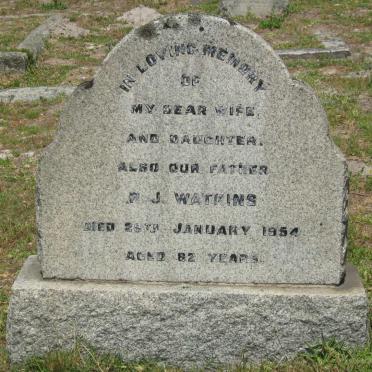 IN LOVING MEMORY
OF
MY DEAR WIFE,
AND DAUGHTER.
ALSO OUR FATHER
J. WATKINS
DIED 28TH JANUARY 1954
AGED 82 YEARS.